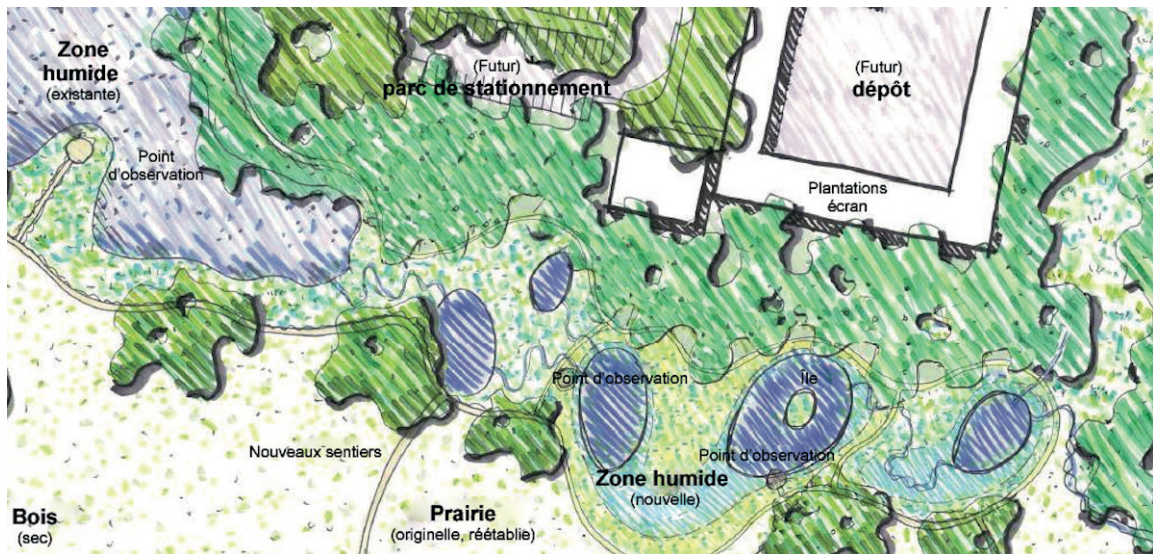 Zone
humide
(existante)
(Futur)
parc de stationnement
(Futur)
dépôt
Point
d'observation
Plantations
écran
Point d'observation
Île
Nouveaux sentiers
Point d'observation
Zone humide
(nouvelle)
Bois
(sec)
Prairie
(originelle, réétablie)